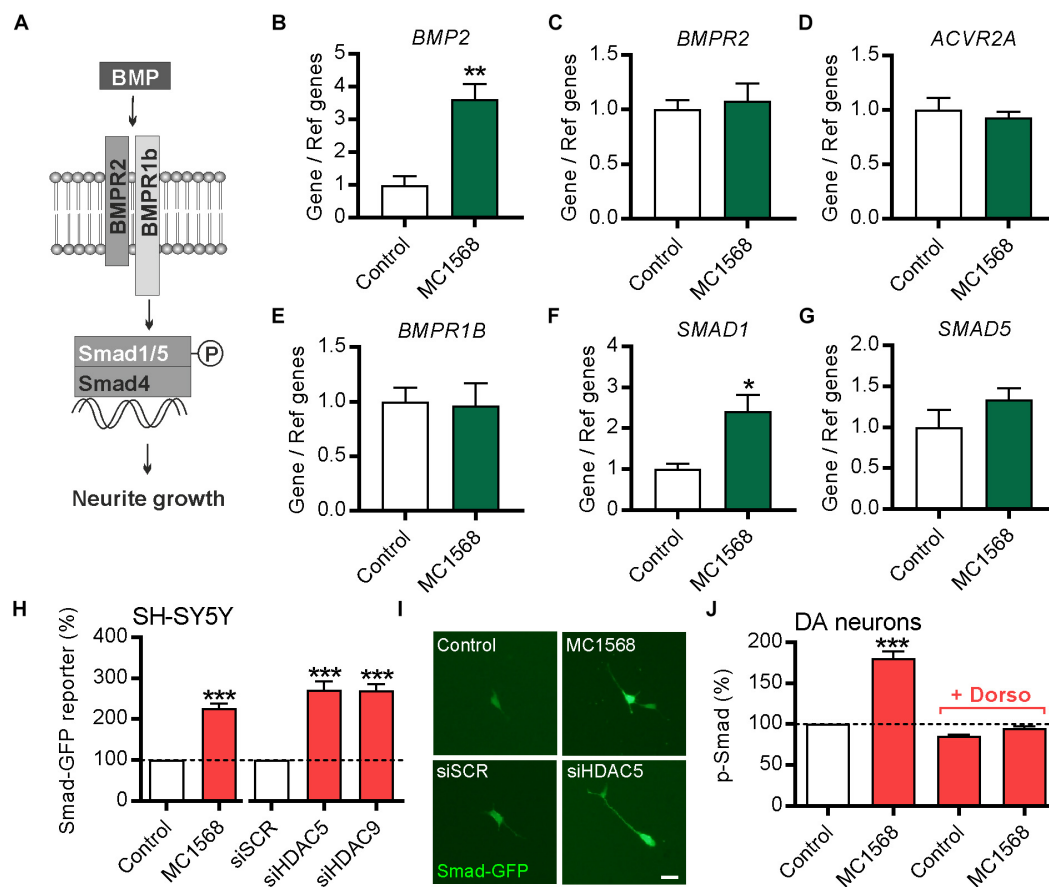 A
BMP
BMPR2
BMPR1b
Smad1/5
P
Smad4
Neurite growth
B
BMP2
Gene / Ref genes
5
4
3
2
1
0
**
Control
MC1568
C
BMPR2
Gene / Ref genes
1.5
1.0
0.5
0.0
Control
MC1568
D
ACVR2A
Gene / Ref genes
1.5
1.0
0.5
0.0
Control
MC1568
E
BMPR1B
Gene / Ref genes
1.5
1.0
0.5
0.0
Control
MC1568
F
SMAD1
Gene / Ref genes
4
3
2
1
0
*
Control
MC1568
G
SMAD5
Gene / Ref genes
2.0
1.5
1.0
0.5
0.0
Control
MC1568
H
SH-SY5Y
Smad-GFP reporter (%)
400
300
200
100
0
***
***
***
Control
MC1568
siSCR
siHDAC5
siHDAC9
I
Control
MC1568
siSCR
siHDAC5
Smad-GFP
J
DA neurons
p-Smad (%)
200
150
100
50
0
***
+ Dorso
Control
MC1568
Control
MC1568